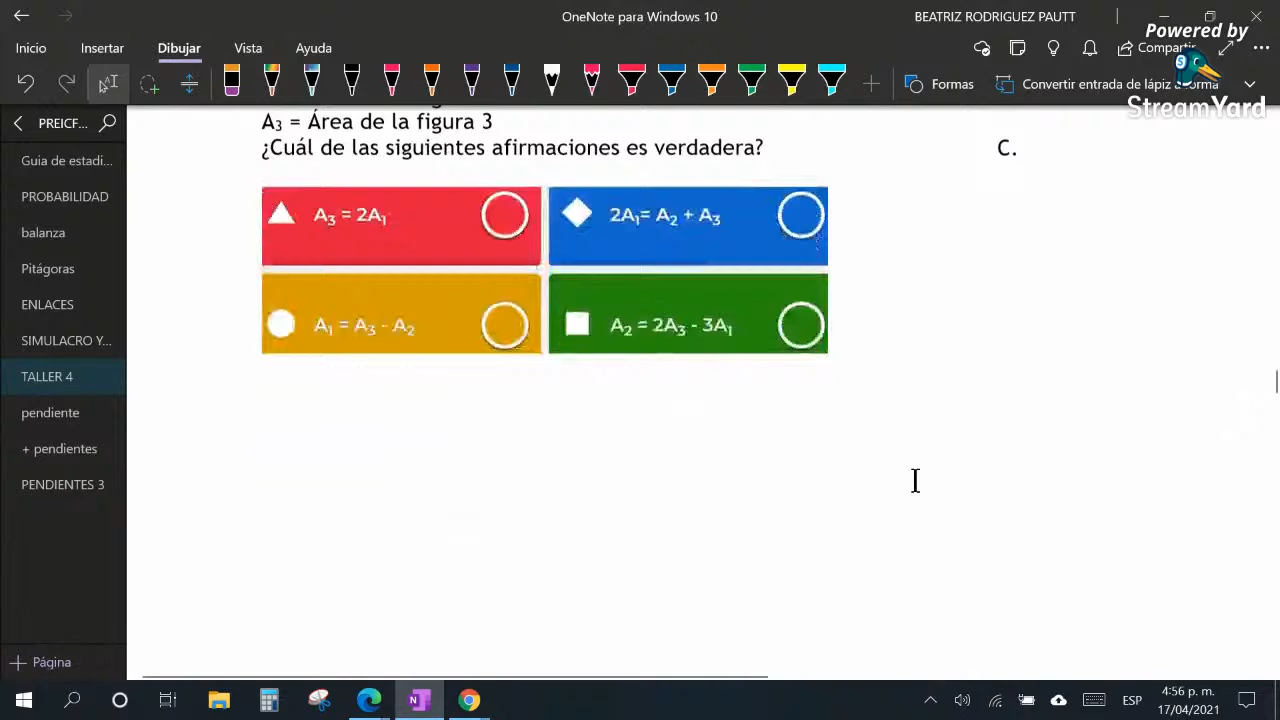 OneNote para Windows 10
BEATRIZ RODRIGUEZ PAUTT
Powered by
StreamYard
Inicio
Insertar
Dibujar
Vista
Ayuda
Compartir
Formas
Convertir entrada de lápiz a forma
PREICF...
Guia de estadi...
PROBABILIDAD
balanza
Pitágoras
ENLACES
SIMULACRO Y...
TALLER 4
pendiente
+ pendientes
PENDIENTES 3
Página
A₃ = Área de la figura 3
¿Cuál de las siguientes afirmaciones es verdadera?
C.
A₃ = 2A₁
2A₁= A₂ + A₃
A₁ = A₃ - A₂
A₂ = 2A₃ - 3A₁
ESP
4:56 p. m.
17/04/2021